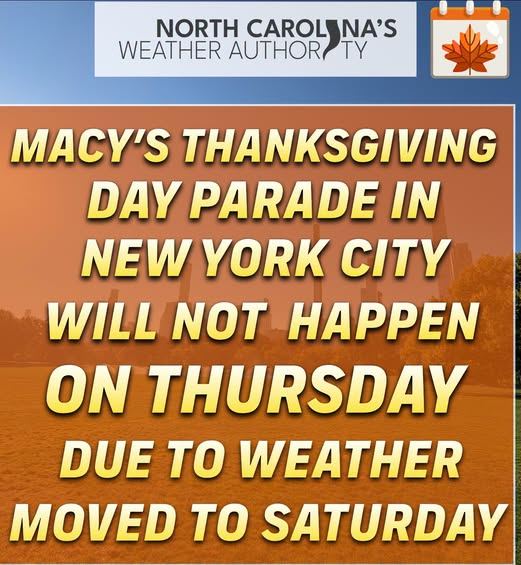 NORTH CAROLINA'S
WEATHER AUTHORITY
MACY'S THANKSGIVING
DAY PARADE IN
NEW YORK CITY
WILL NOT HAPPEN
ON THURSDAY
DUE TO WEATHER
MOVED TO SATURDAY